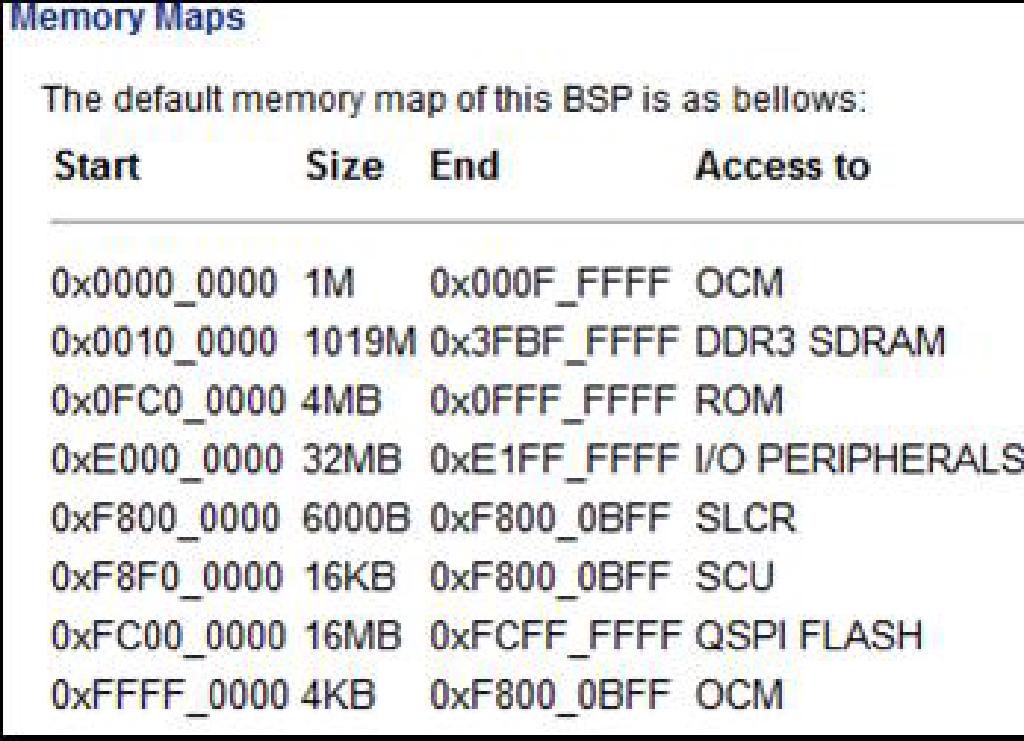 Memory Maps
The default memory map of this BSP is as bellows:
Start Size End Access to
0x0000_0000 1M 0x000F_FFFF OCM
0x0010_0000 1019M 0x3FBF_FFFF DDR3 SDRAM
0x0FC0_0000 4MB 0x0FFF_FFFF ROM
0xE000_0000 32MB 0xE1FF_FFFF I/O PERIPHERALS
0xF800_0000 6000B 0xF800_0BFF SLCR
0xF8F0_0000 16KB 0xF800_0BFF SCU
0xFC00_0000 16MB 0xFCFF_FFFF QSPI FLASH
0xFFFF_0000 4KB 0xF800_0BFF OCM